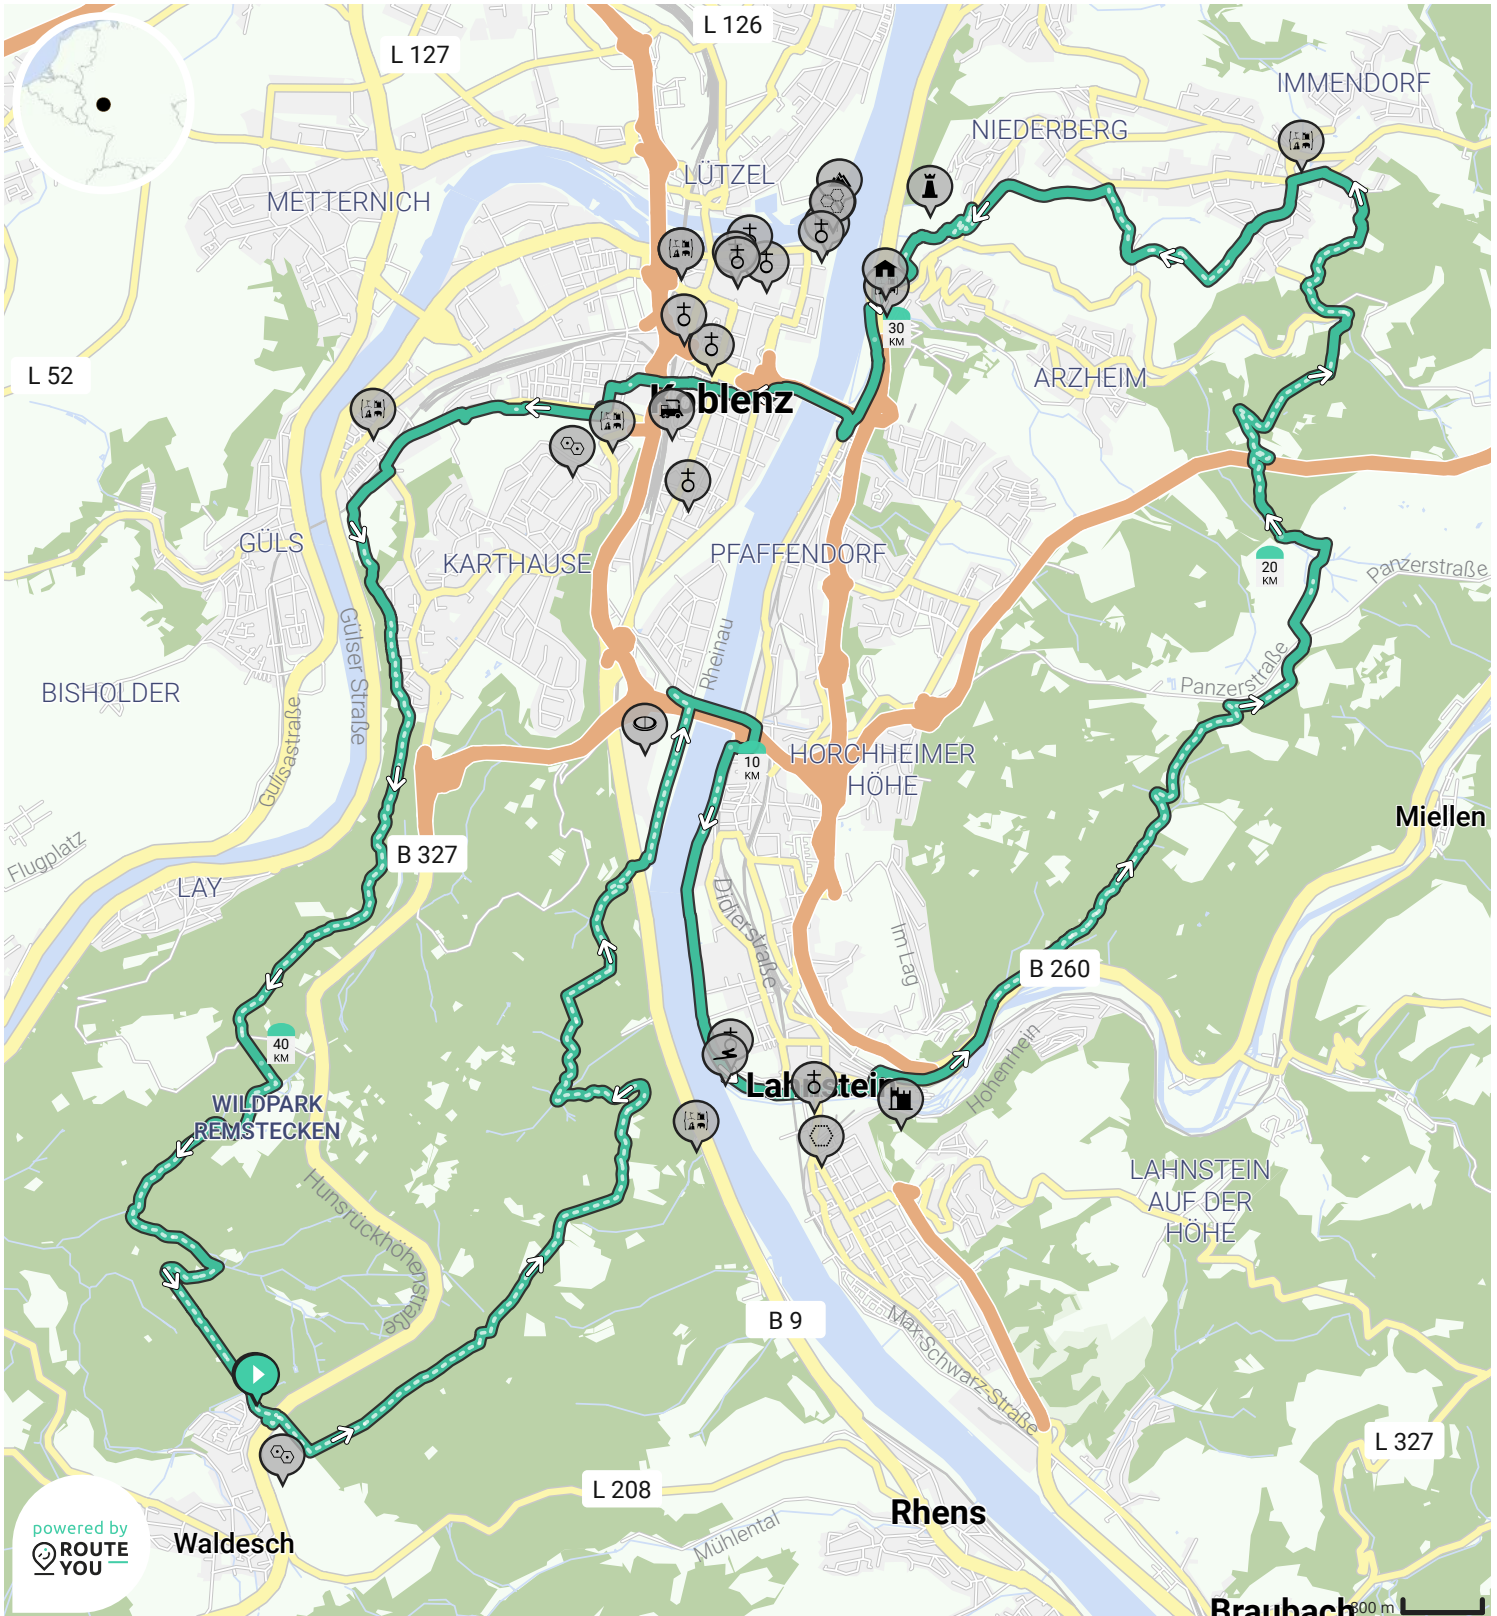 L 126
L 127
IMMENDORF
NIEDERBERG
LÜTZEL
METTERNICH
30
KM
L 52
ARZHEIM
Koblenz
GÜLS
KARTHAUSE
PFAFFENDORF
20
KM
Panzerstraße
Gülser Straße
Rheinau
Panzerstraße
BISHOLDER
Gulisastraße
HORCHHEIMER
HÖHE
10
KM
Miellen
Flugplatz
B 327
LAY
Didierstraße
Im Lag
B 260
40
KM
Hohenrhein
Lahnstein
WILDPARK
REMSTECKEN
LAHNSTEIN
AUF DER
HÖHE
Hunsrückhöhenstraße
B 9
Max-Schwarz-Straße
L 327
L 208
Rhens
Mühlental
powered by
ROUTE
YOU
Waldesch
Braubach
800 m